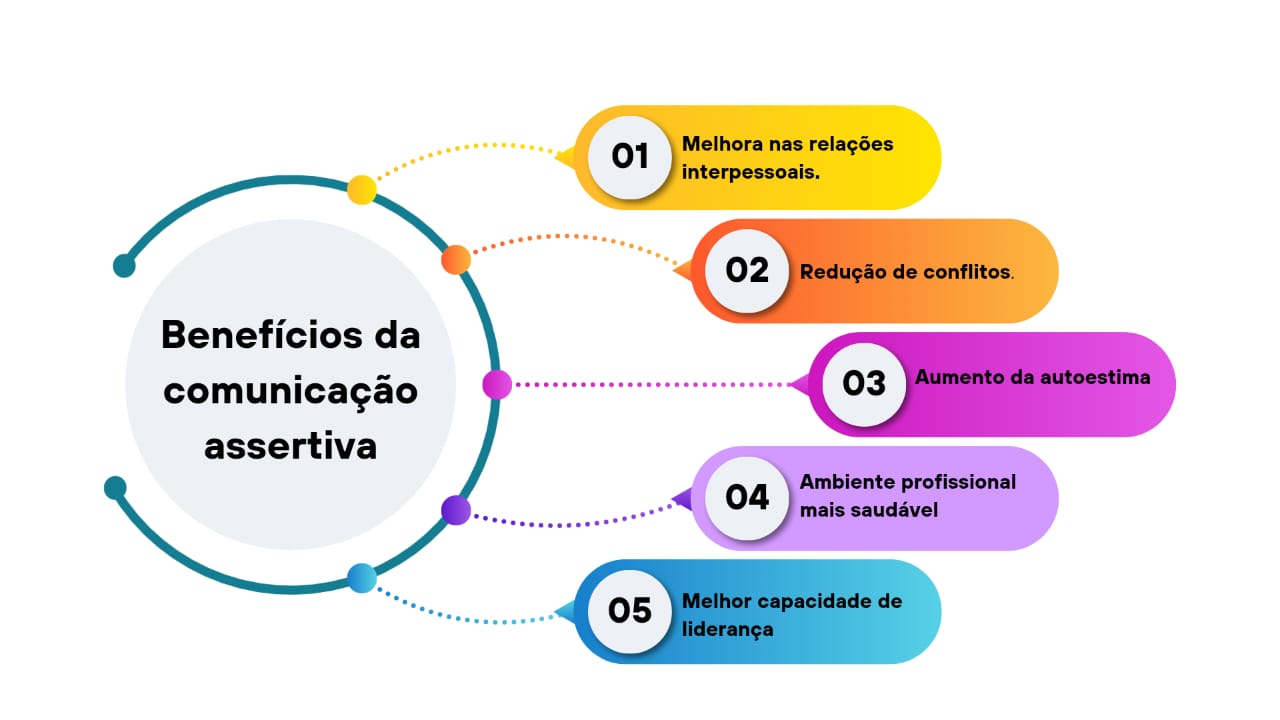 Benefícios da
comunicação
assertiva
01
Melhora nas relações
interpessoais.
02
Redução de conflitos.
03
Aumento da autoestima
04
Ambiente profissional
mais saudável
05
Melhor capacidade de
liderança